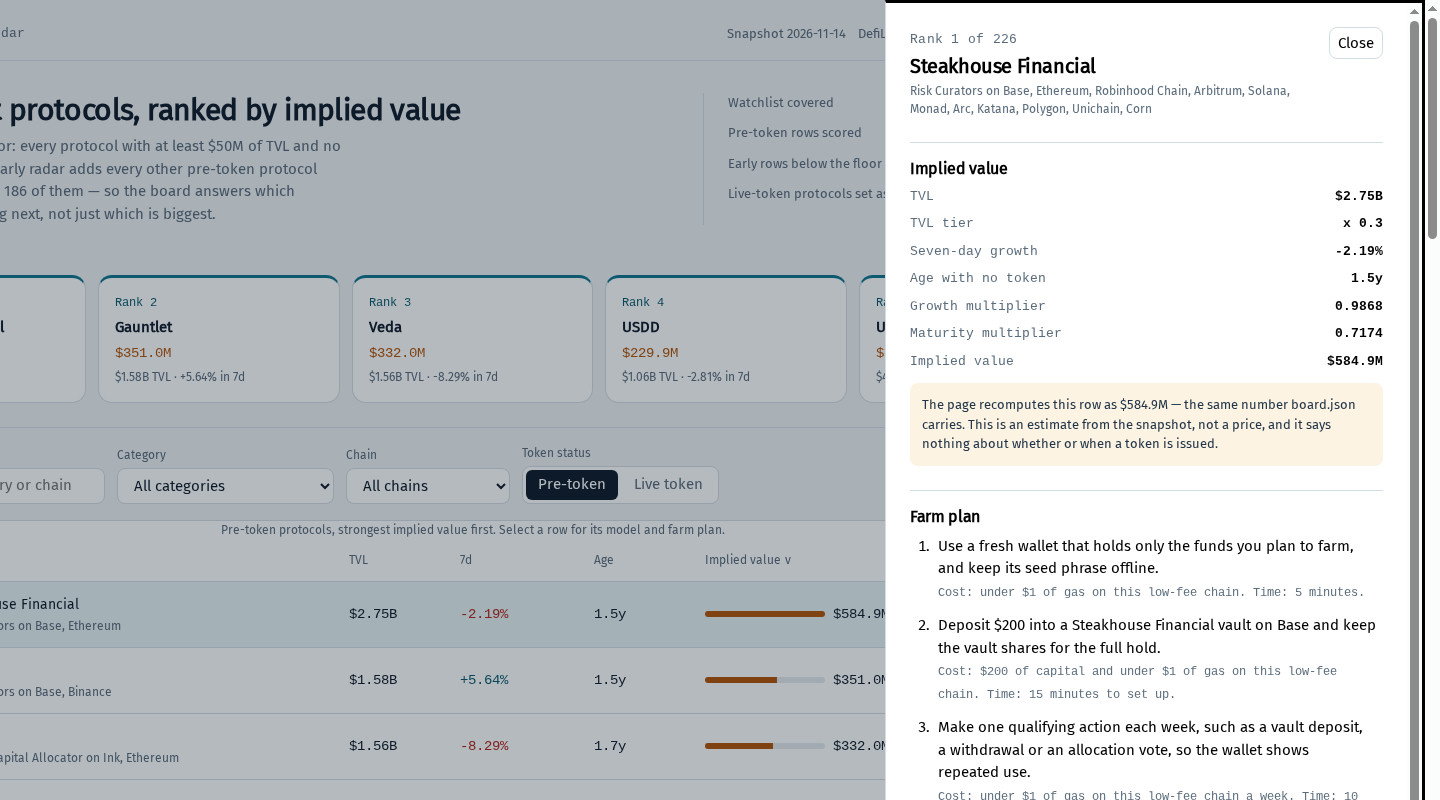 dar
Snapshot 2026-11-14
protocols, ranked by implied value
or: every protocol with at least $50M of TVL and no
early radar adds every other pre-token protocol
186 of them — so the board answers which
g next, not just which is biggest.
Watchlist covered
Pre-token rows scored
Early rows below the floor
Live-token protocols set as
Rank 2
Gauntlet
$351.0M
$1.58B TVL · +5.64% in 7d
Rank 3
Veda
$332.0M
$1.56B TVL · -8.29% in 7d
Rank 4
USDD
$229.9M
$1.06B TVL · -2.81% in 7d
ry or chain
Category
All categories
Chain
All chains
Token status
Pre-token
Live token
Pre-token protocols, strongest implied value first. Select a row for its model and farm plan.
TVL
7d
Age
Implied value v
use Financial
ors on Base, Ethereum
$2.75B
-2.19%
1.5y
$584.9M
ors on Base, Binance
$1.58B
+5.64%
1.5y
$351.0M
apital Allocator on Ink, Ethereum
$1.56B
-8.29%
1.7y
$332.0M
Rank 1 of 226
Close
Steakhouse Financial
Risk Curators on Base, Ethereum, Robinhood Chain, Arbitrum, Solana,
Monad, Arc, Katana, Polygon, Unichain, Corn
Implied value
TVL $2.75B
TVL tier x 0.3
Seven-day growth -2.19%
Age with no token 1.5y
Growth multiplier 0.9868
Maturity multiplier 0.7174
Implied value $584.9M
The page recomputes this row as $584.9M — the same number board.json
carries. This is an estimate from the snapshot, not a price, and it says
nothing about whether or when a token is issued.
Farm plan
1. Use a fresh wallet that holds only the funds you plan to farm,
and keep its seed phrase offline.
Cost: under $1 of gas on this low-fee chain. Time: 5 minutes.
2. Deposit $200 into a Steakhouse Financial vault on Base and keep
the vault shares for the full hold.
Cost: $200 of capital and under $1 of gas on this low-fee
chain. Time: 15 minutes to set up.
3. Make one qualifying action each week, such as a vault deposit,
a withdrawal or an allocation vote, so the wallet shows
repeated use.
Cost: under $1 of gas on this low-fee chain a week. Time: 10